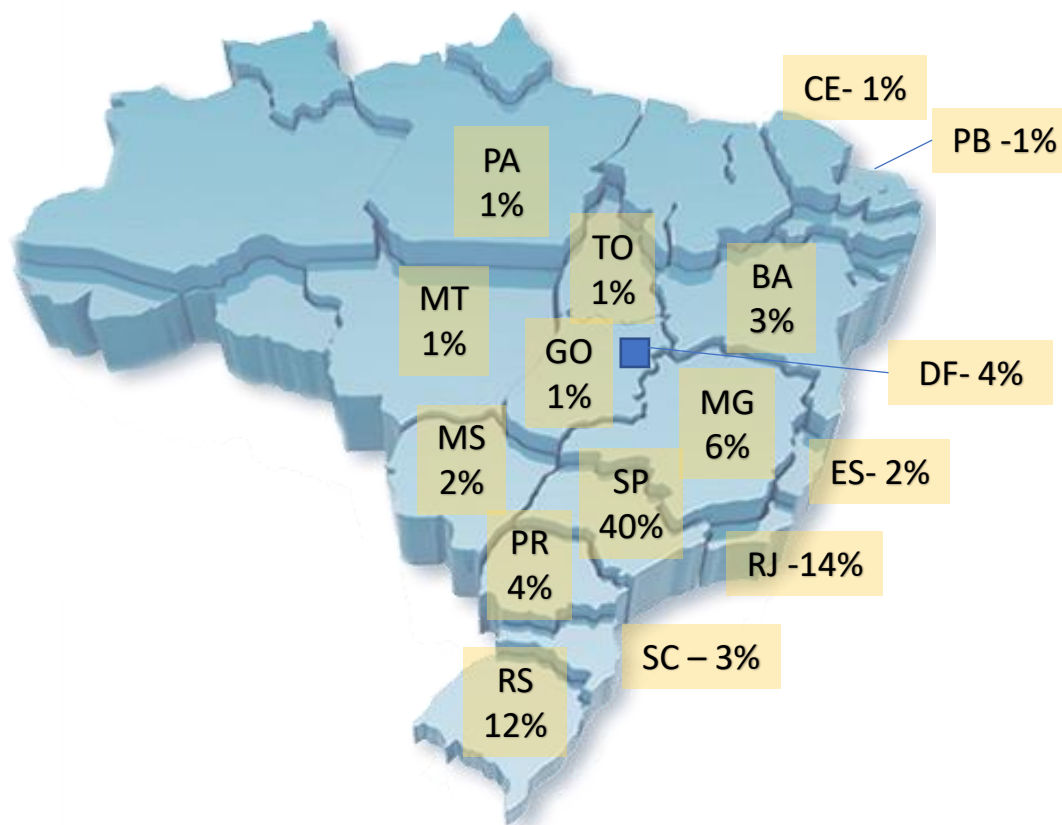 CE- 1%
PB -1%
PA
1%
TO
1%
BA
3%
MT
1%
GO
1%
DF- 4%
MG
6%
MS
2%
ES- 2%
SP
40%
PR
4%
RJ -14%
SC – 3%
RS
12%